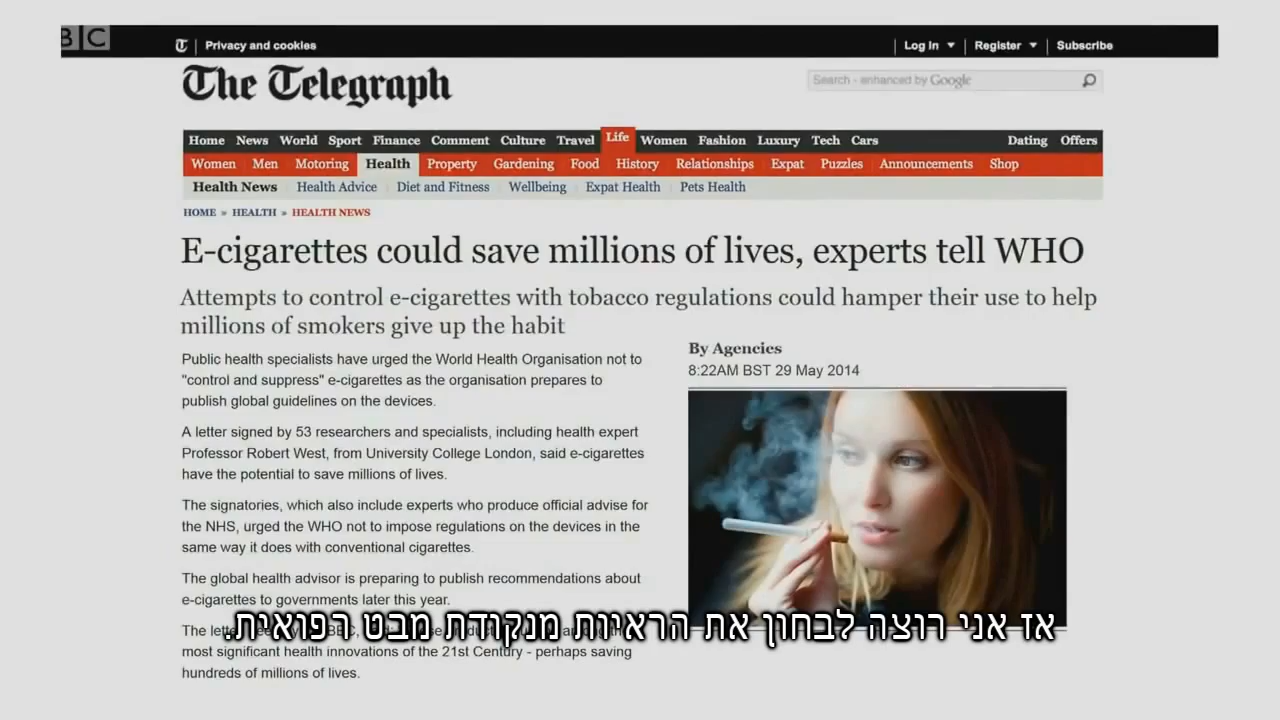 BBC
Privacy and cookies
Log In
Register
Subscribe
The Telegraph
Search - enhanced by Google
Home News World Sport Finance Comment Culture Travel Life Women Fashion Luxury Tech Cars Dating Offers
Women Men Motoring Health Property Gardening Food History Relationships Expat Puzzles Announcements Shop
Health News Health Advice Diet and Fitness Wellbeing Expat Health Pets Health
HOME » HEALTH » HEALTH NEWS
E-cigarettes could save millions of lives, experts tell WHO
Attempts to control e-cigarettes with tobacco regulations could hamper their use to help
millions of smokers give up the habit
Public health specialists have urged the World Health Organisation not to
"control and suppress" e-cigarettes as the organisation prepares to
publish global guidelines on the devices.
A letter signed by 53 researchers and specialists, including health expert
Professor Robert West, from University College London, said e-cigarettes
have the potential to save millions of lives.
The signatories, which also include experts who produce official advise for
the NHS, urged the WHO not to impose regulations on the devices in the
same way it does with conventional cigarettes.
The global health advisor is preparing to publish recommendations about
e-cigarettes to governments later this year.
The
most significant health innovations of the 21st Century - perhaps saving
hundreds of millions of lives.
By Agencies
8:22AM BST 29 May 2014
אז אני רוצה לבחון את הראיות מנקודת מבט רפואית.